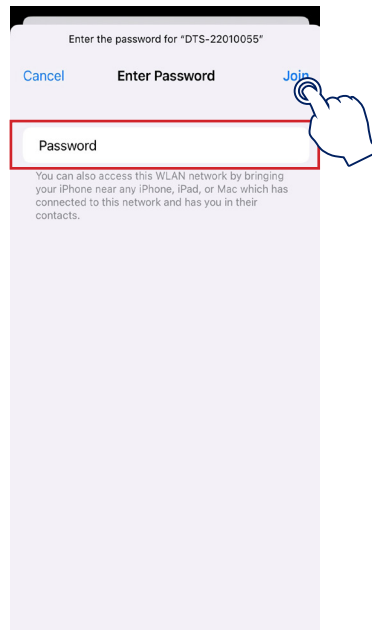 Enter the password for “DTS-22010055”
Cancel Enter Password Join
Password
You can also access this WLAN network by bringing
your iPhone near any iPhone, iPad, or Mac which has
connected to this network and has you in their
contacts.